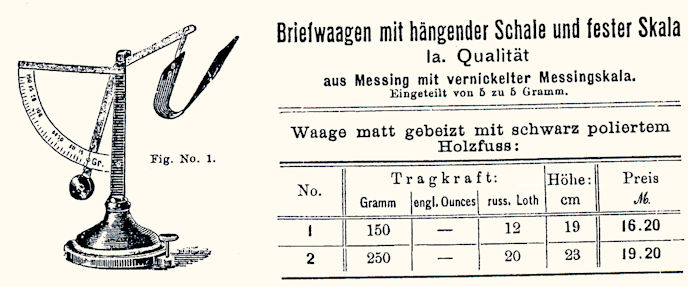 Briefwaagen mit hängender Schale und fester Skala
Ia. Qualität
aus Messing mit vernickelter Messingskala.
Eingeteilt von 5 zu 5 Gramm.
Waage matt gebeizt mit schwarz poliertem
Holzfuss:
Gr.
Fig. No. 1.
No. Tragkraft: Höhe: Preis
Gramm engl. Ounces russ. Loth cm M.
1 150 — 12 19 16.20
2 250 — 20 23 19.20